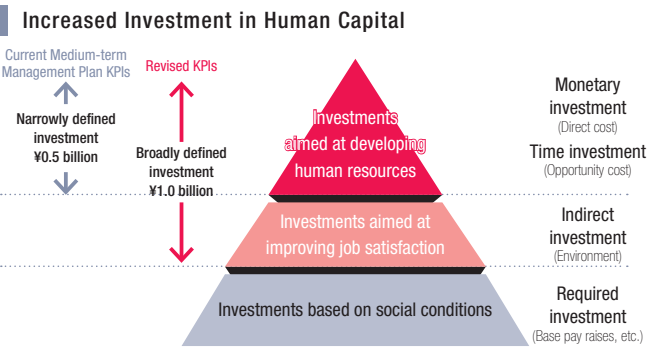 Increased Investment in Human Capital
Current Medium-term
Management Plan KPIs
Revised KPIs
Narrowly defined
investment
¥0.5 billion
Broadly defined
investment
¥1.0 billion
Investments
aimed at developing
human resources
Investments aimed at
improving job satisfaction
Investments based on social conditions
Monetary
investment
(Direct cost)
Time investment
(Opportunity cost)
Indirect
investment
(Environment)
Required
investment
(Base pay raises, etc.)